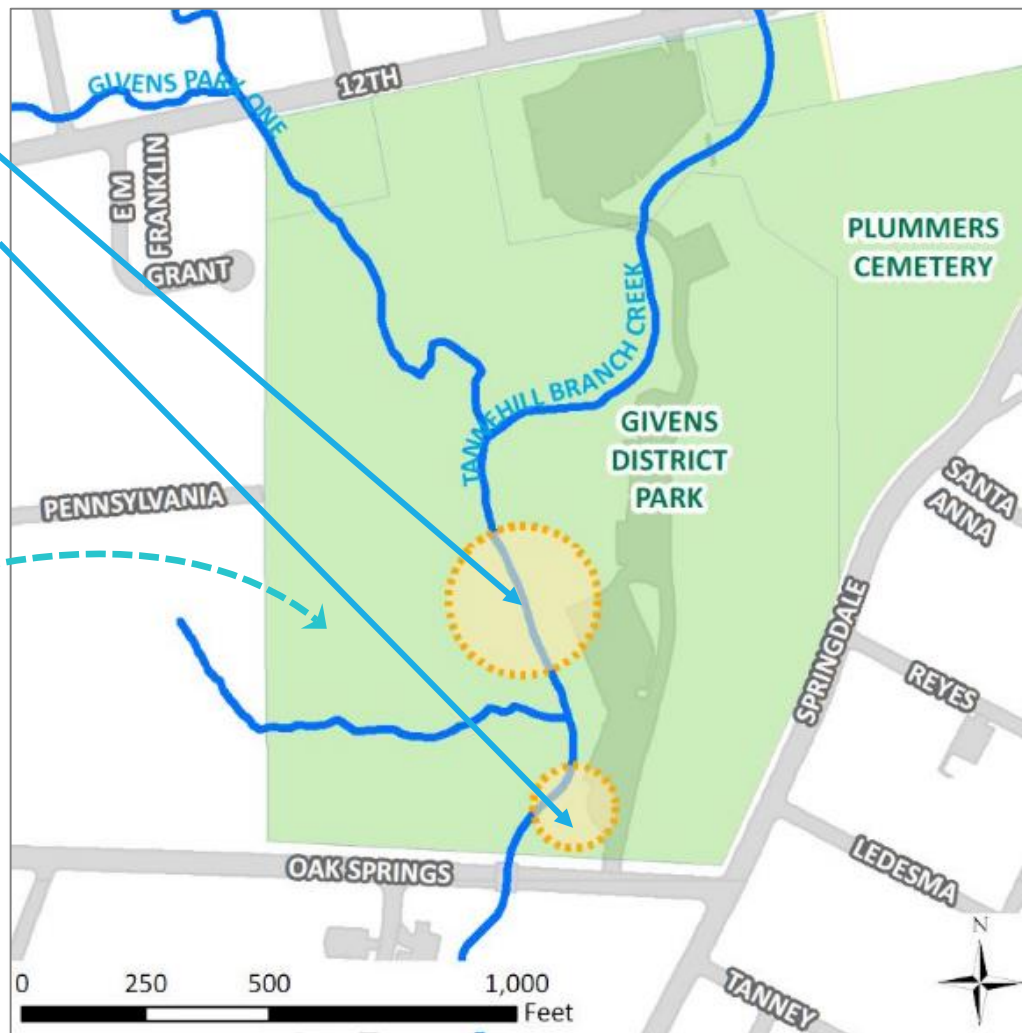 GIVENS PARK ONE
12TH
E M
FRANKLIN
GRANT
PLUMMERS
CEMETERY
TANNEHILL BRANCH CREEK
GIVENS
DISTRICT
PARK
PENNSYLVANIA
SANTA
ANNA
SPRINGDALE
REYES
OAK SPRINGS
LEDESMA
N
TANNEY
0 250 500 1,000
Feet